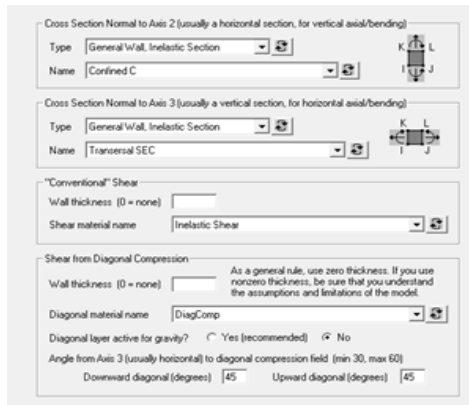 Cross Section Normal to Axis 2 (usually a horizontal section, for vertical axial/bending)
Type General Wall, Inelastic Section
K L
Name Confined C
I J
Cross Section Normal to Axis 3 (usually a vertical section, for horizontal axial/bending)
Type General Wall, Inelastic Section
K L
Name Transersal SEC
I J
"Conventional" Shear
Wall thickness (0 = none)
Shear material name Inelastic Shear
Shear from Diagonal Compression
Wall thickness (0 = none)
As a general rule, use zero thickness. If you use
nonzero thickness, be sure that you understand
the assumptions and limitations of the model.
Diagonal material name DiagComp
Diagonal layer active for gravity? Yes (recommended) No
Angle from Axis 3 (usually horizontal) to diagonal compression field (min 30, max 60)
Downward diagonal (degrees) 45 Upward diagonal (degrees) 45